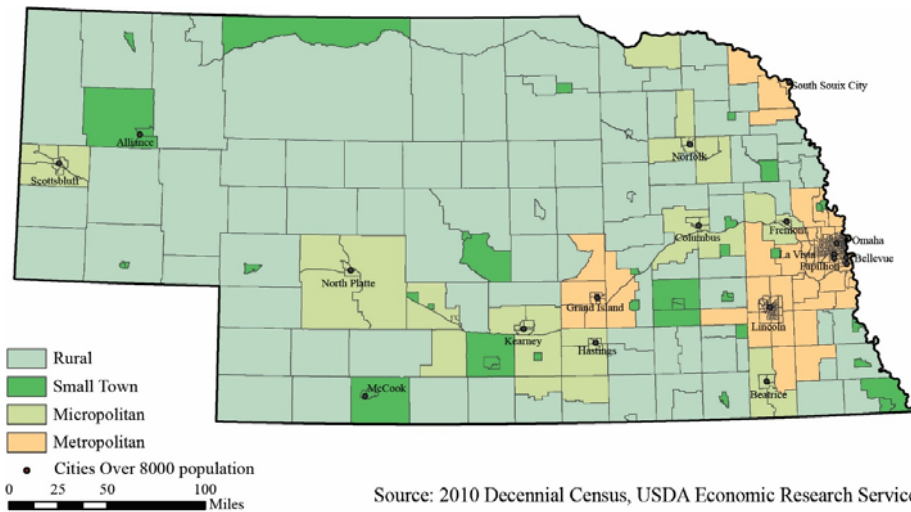 South Souix City
Alliance
Scottsbluff
Norfolk
Columbus
Fremont
Omaha
La Vista
Bellevue
Papillion
North Platte
Grand Island
Lincoln
Kearney
Hastings
McCook
Beatrice
Rural
Small Town
Micropolitan
Metropolitan
Cities Over 8000 population
0 25 50 100
Miles
Source: 2010 Decennial Census, USDA Economic Research Service